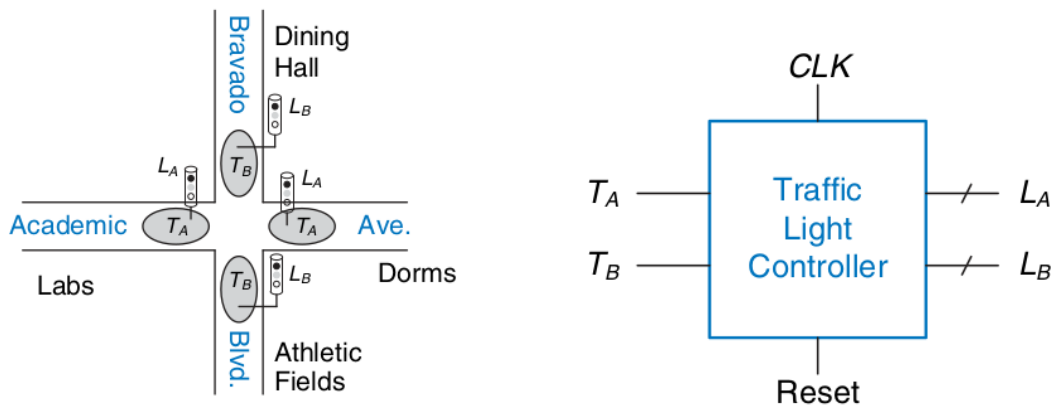 Bravado
Dining
Hall
L_B
T_B
L_A
L_A
Academic
T_A
T_A
Ave.
Labs
T_B
L_B
Dorms
Blvd.
Athletic
Fields
CLK
T_A
Traffic
Light
Controller
L_A
T_B
L_B
Reset